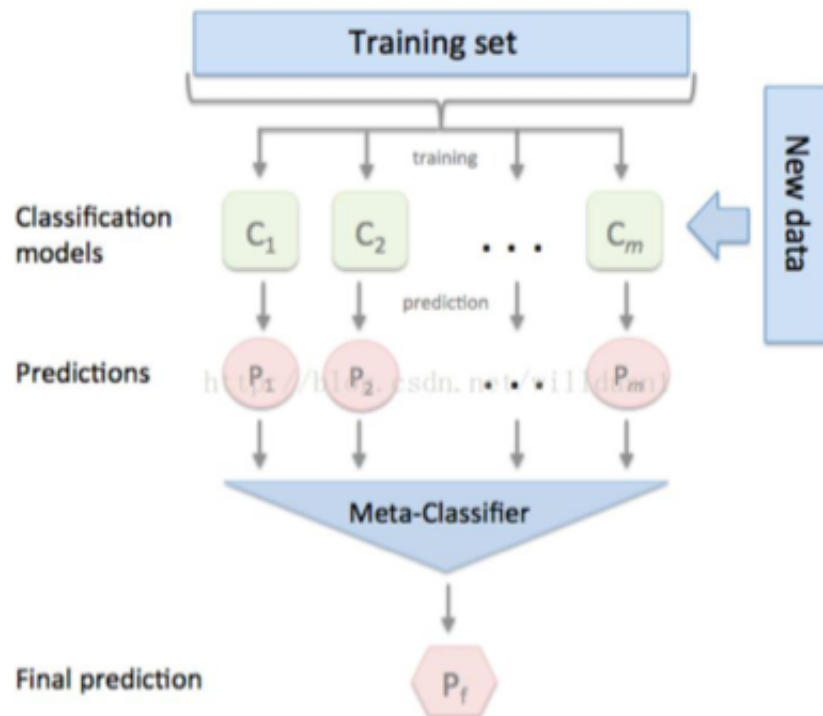 Training set
training
New data
Classification
models
C1
C2
. . .
Cm
prediction
Predictions
P1
P2
. . .
Pm
Meta-Classifier
Final prediction
Pf